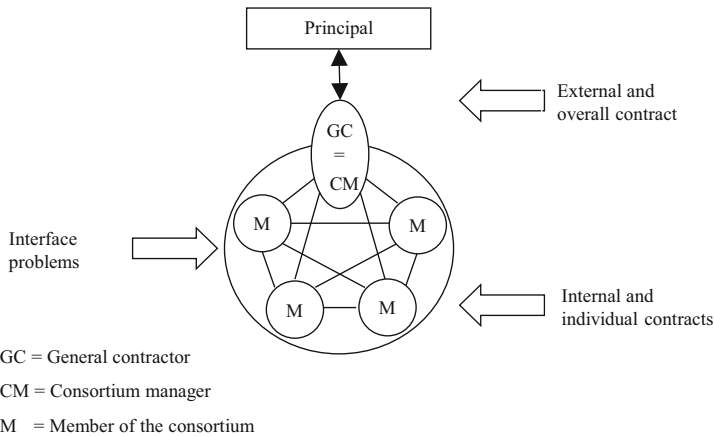 Principal
External and
overall contract
GC
=
CM
M
M
Interface
problems
M
M
Internal and
individual contracts
GC = General contractor
CM = Consortium manager
M = Member of the consortium